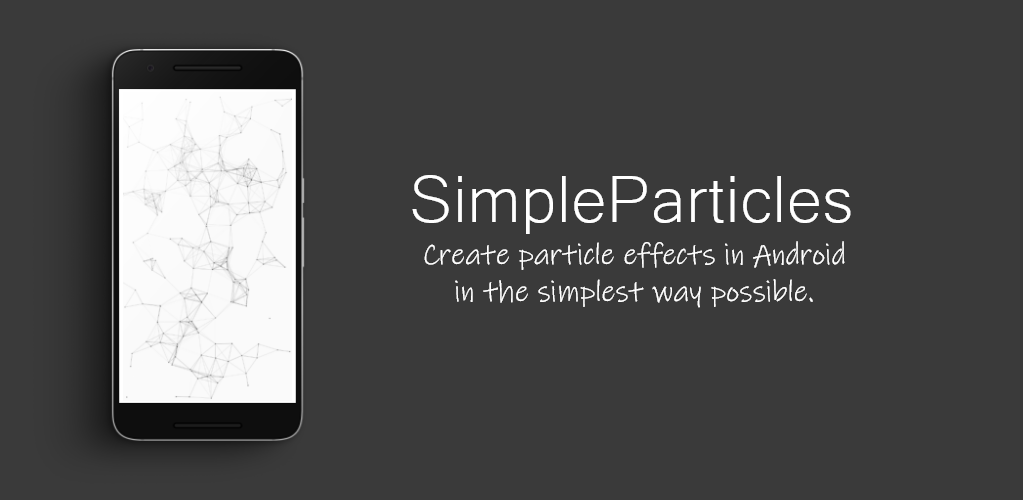 SimpleParticles
Create particle effects in Android
in the simplest way possible.